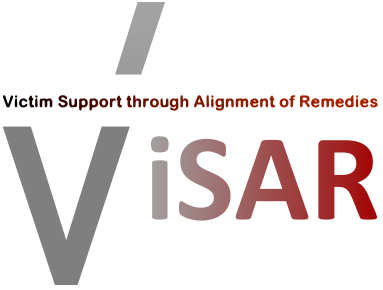 Victim Support through Alignment of Remedies
ViSAR